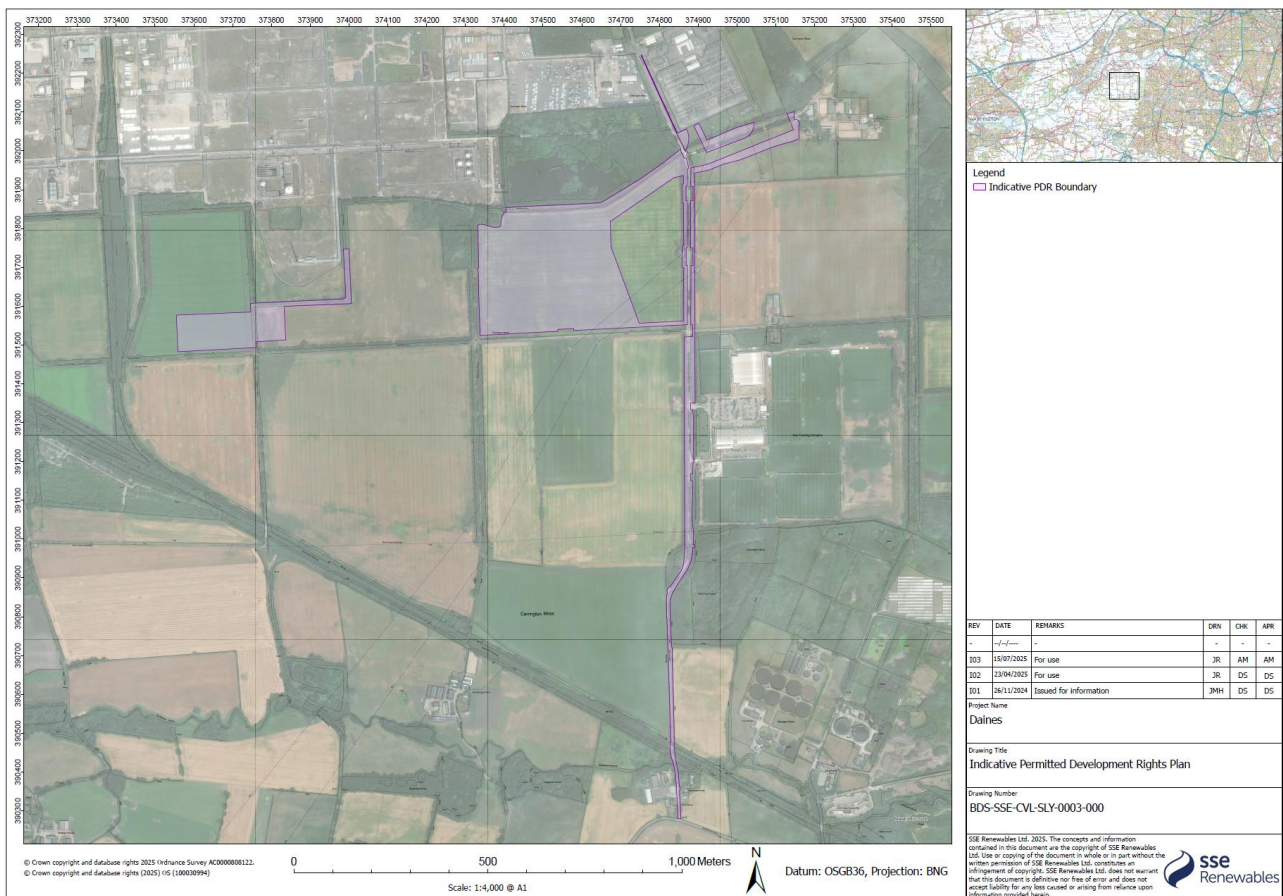 373200 373300 373400 373500 373600 373700 373800 373900 374000 374100 374200 374300 374400 374500 374600 374700 374800 374900 375000 375100 375200 375300 375400 375500
392300
392200
392100
392000
391900
391800
391700
391600
391500
391400
391300
391200
391100
391000
390900
390800
390700
390600
390500
390400
390300
Carrington Moss
Legend
Indicative PDR Boundary
REV DATE REMARKS DRN CHK APR
- --/--/---- - - - -
I03 15/07/2025 For use JR AM AM
I02 23/04/2025 For use JR DS DS
I01 26/11/2024 Issued for information JMH DS DS
Project Name
Daines
Drawing Title
Indicative Permitted Development Rights Plan
Drawing Number
BDS-SSE-CVL-SLY-0003-000
SSE Renewables Ltd. 2025. The concepts and information
contained in this document are the copyright of SSE Renewables
Ltd. Use or copying of the document in whole or in part without the
written permission of SSE Renewables Ltd. constitutes an
infringement of copyright. SSE Renewables Ltd. does not warrant
that this document is definitive nor free of error and does not
accept liability for any loss caused or arising from reliance upon
information provided herein.
sse
Renewables
© Crown copyright and database rights 2025 Ordnance Survey AC0000808122.
© Crown copyright and database rights (2025) OS (100030994)
0 500 1,000 Meters
Scale: 1:4,000 @ A1
N
Datum: OSGB36, Projection: BNG